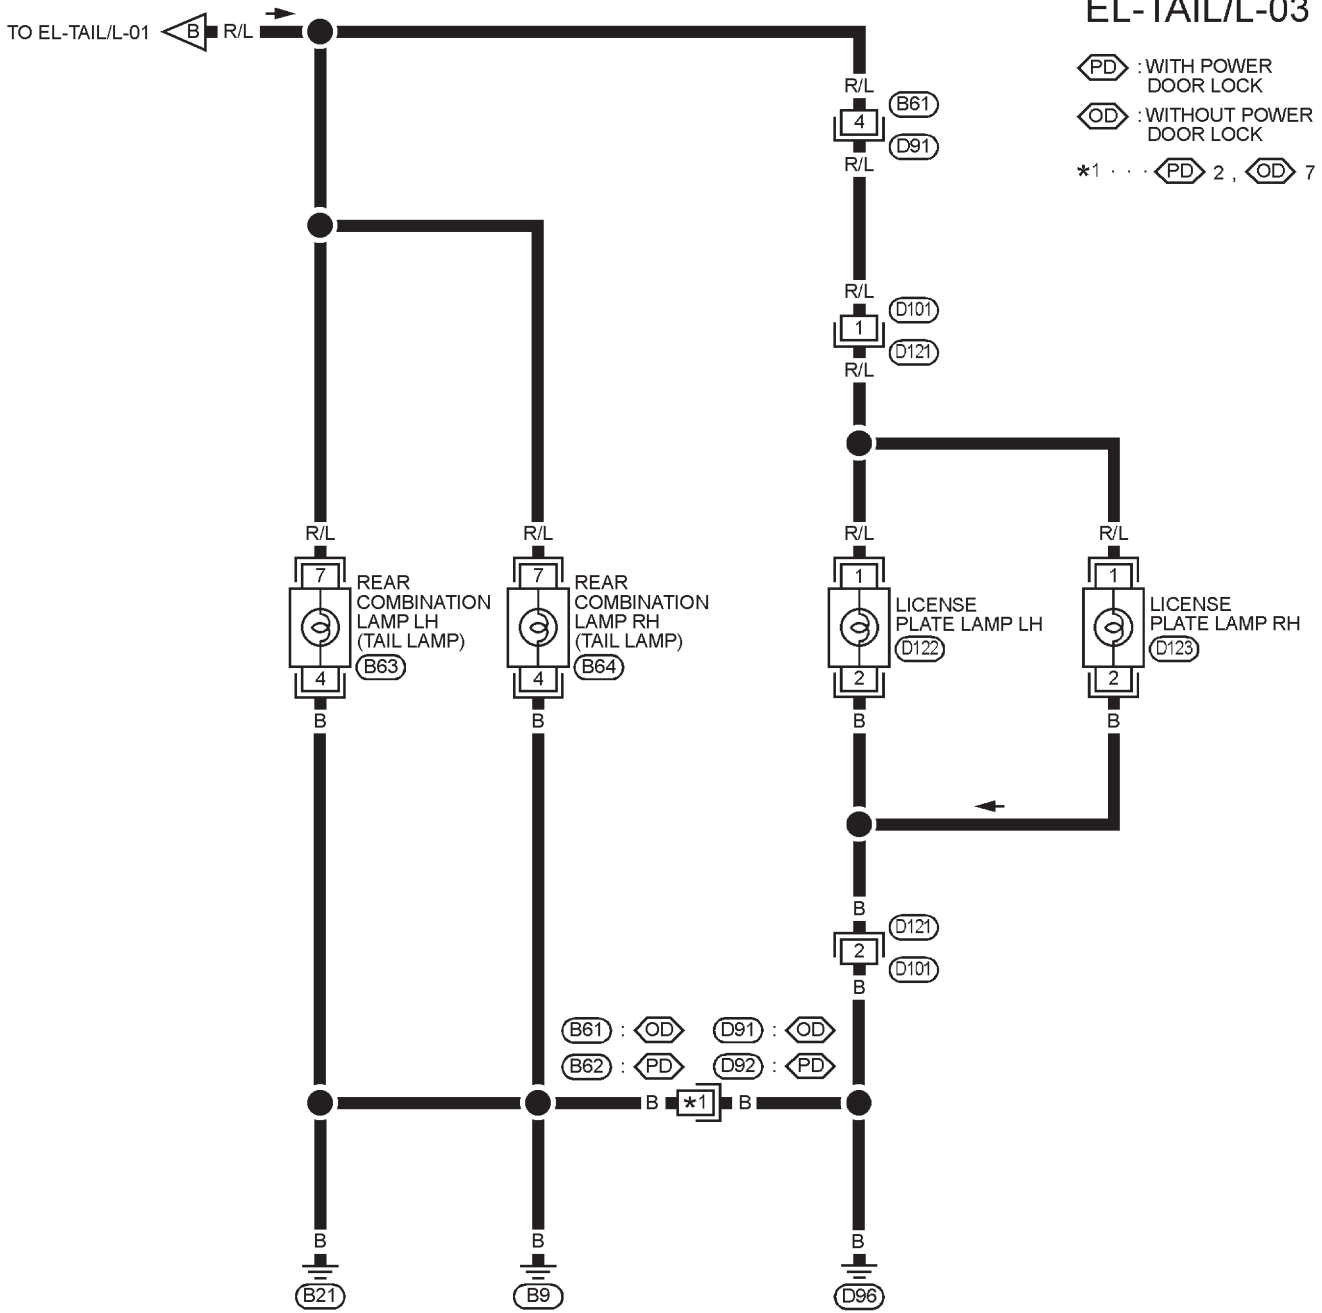 EL-TAIL/L-03
TO EL-TAIL/L-01 B R/L
PD : WITH POWER
DOOR LOCK
OD : WITHOUT POWER
DOOR LOCK
*1 · · · PD 2 , OD 7
R/L
4
B61
D91
R/L
R/L
1
D101
D121
R/L
R/L
7
REAR
COMBINATION
LAMP LH
(TAIL LAMP)
B63
4
B
R/L
7
REAR
COMBINATION
LAMP RH
(TAIL LAMP)
B64
4
B
R/L
1
LICENSE
PLATE LAMP LH
D122
2
B
R/L
1
LICENSE
PLATE LAMP RH
D123
2
B
B
2
D121
D101
B
B61 : OD D91 : OD
B62 : PD D92 : PD
B *1 B
B B B
B21 B9 D96